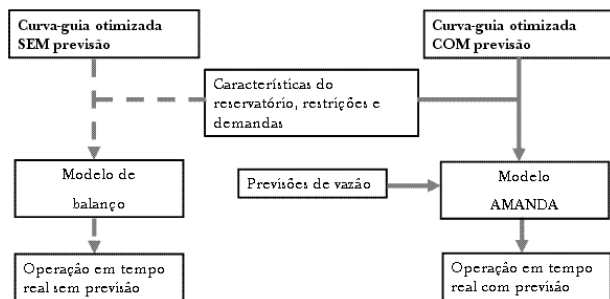 Curva-guia otimizada
SEM previsão
Curva-guia otimizada
COM previsão
Características do
reservatório, restrições e
demandas
Modelo de
balanço
Previsões de vazão
Modelo
AMANDA
Operação em tempo
real sem previsão
Operação em tempo
real com previsão